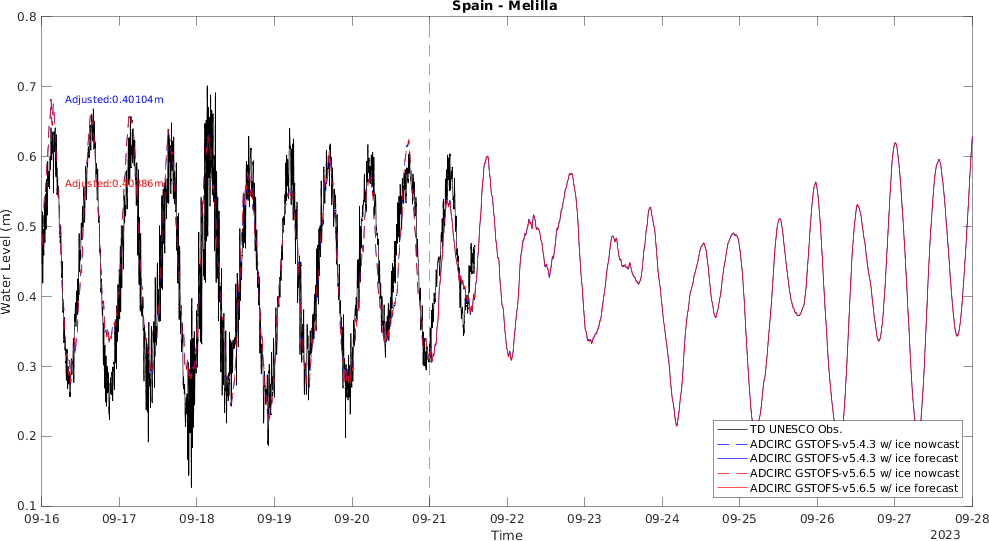 Spain - Melilla
Water Level (m)
0.8
0.7
0.6
0.5
0.4
0.3
0.2
0.1
Adjusted:0.40104m
Adjusted:0.40386m
TD UNESCO Obs.
ADCIRC GSTOFS-v5.4.3 w/ ice nowcast
ADCIRC GSTOFS-v5.4.3 w/ ice forecast
ADCIRC GSTOFS-v5.6.5 w/ ice nowcast
ADCIRC GSTOFS-v5.6.5 w/ ice forecast
09-16 09-17 09-18 09-19 09-20 09-21 09-22 09-23 09-24 09-25 09-26 09-27 09-28
Time
2023